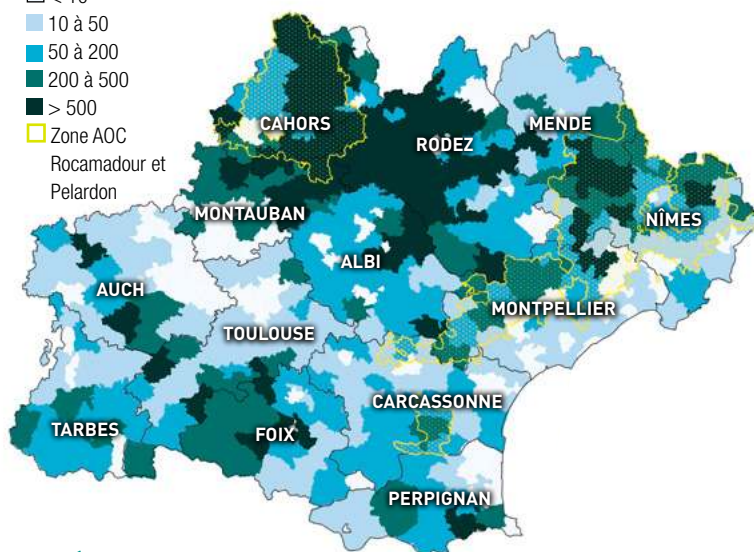 < 10
10 à 50
50 à 200
200 à 500
> 500
Zone AOC
Rocamadour et
Pelardon
CAHORS
RODEZ
MENDE
NÎMES
MONTAUBAN
ALBI
AUCH
MONTPELLIER
TOULOUSE
CARCASSONNE
TARBES
FOIX
PERPIGNAN